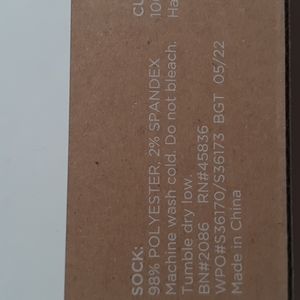 SOCK:
98% POLYESTER, 2% SPANDEX
Machine wash cold. Do not bleach.
Tumble dry low.
BN#2086 RN#45836
WPO#S36170/S36173 BGT 05/22
Made in China